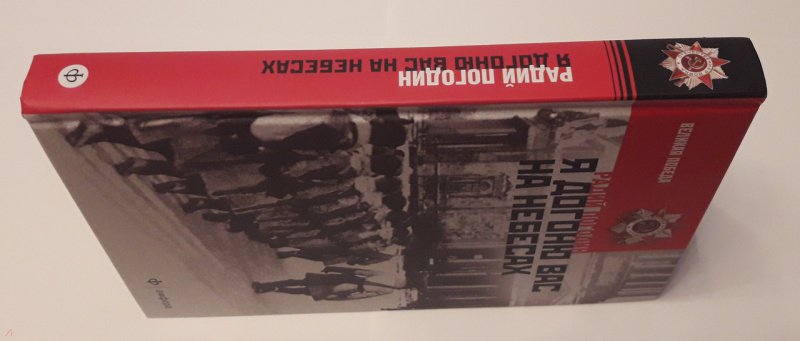 РАДИЙ ПОГОДИН
Я ДОГОНЮ ВАС НА НЕБЕСАХ
Ф
ВЕЛИКАЯ ПОБЕДА
РАДИЙ ПОГОДИН
Я ДОГОНЮ ВАС
НА НЕБЕСАХ
Ф